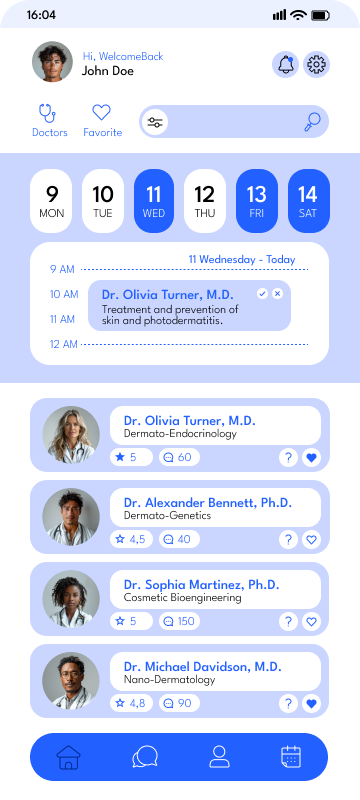 16:04
Hi, WelcomeBack
John Doe
Doctors
Favorite
9 10 11 12 13 14
MON TUE WED THU FRI SAT
11 Wednesday - Today
9 AM
10 AM
Dr. Olivia Turner, M.D.
Treatment and prevention of
11 AM
skin and photodermatitis.
12 AM
Dr. Olivia Turner, M.D.
Dermato-Endocrinology
5 60 ?
Dr. Alexander Bennett, Ph.D.
Dermato-Genetics
4,5 40 ?
Dr. Sophia Martinez, Ph.D.
Cosmetic Bioengineering
5 150 ?
Dr. Michael Davidson, M.D.
Nano-Dermatology
4,8 90 ?